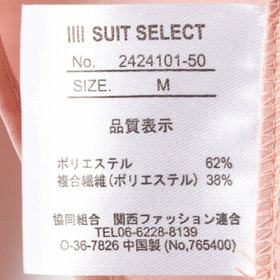 IIII SUIT SELECT
No. 2424101-50
SIZE. M
品質表示
ポリエステル 62%
複合繊維(ポリエステル) 38%
協同組合 関西ファッション連合
TEL06-6228-8139
O-36-7826 中国製 (No,765400)